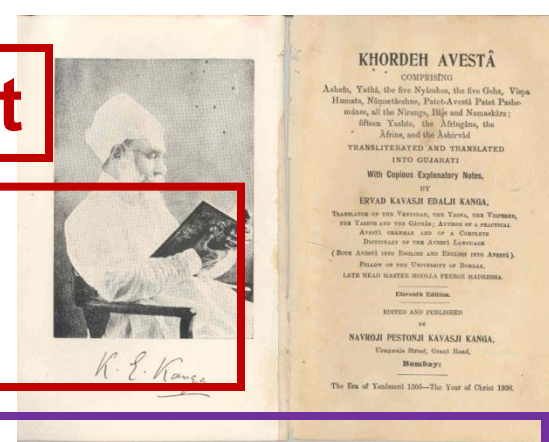 t
K. E. Kanga
KHORDEH AVESTÂ
COMPRISING
Ashem, Yathâ, the five Nyâeshes, the five Gehs, Vispa
Humata, Nâmsetâeshne, Patet-Avestâ Patet Pashe-
mânee, all the Nirangs, Bâjs and Namaskârs;
fifteen Yashts, the Âfringâns, the
Âfrins, and the Âshirvâd
TRANSLITERATED AND TRANSLATED
INTO GUJARATI
With Copious Explanatory Notes,
BY
ERVAD KAVASJI EDALJI KANGA,
TRANSLATOR OF THE VENDIDAD, THE YASNA, THE VISPERED,
THE YASHTS AND THE GÂTHÂS; AUTHOR OF A PRACTICAL
AVESTÂ GRAMMAR AND OF A COMPLETE
DICTIONARY OF THE AVESTÂ LANGUAGE
(BOTH AVESTÂ INTO ENGLISH AND ENGLISH INTO AVESTÂ).
FELLOW OF THE UNIVERSITY OF BOMBAY,
LATE HEAD MASTER MOOLLA FEEROZ MADRESSA.
Eleventh Edition.
EDITED AND PUBLISHED
BY
NAVROJI PESTONJI KAVASJI KANGA,
Street, Grant Road,
Bombay:
The Era of Yezdezerd 1305—The Year of Christ 1936.